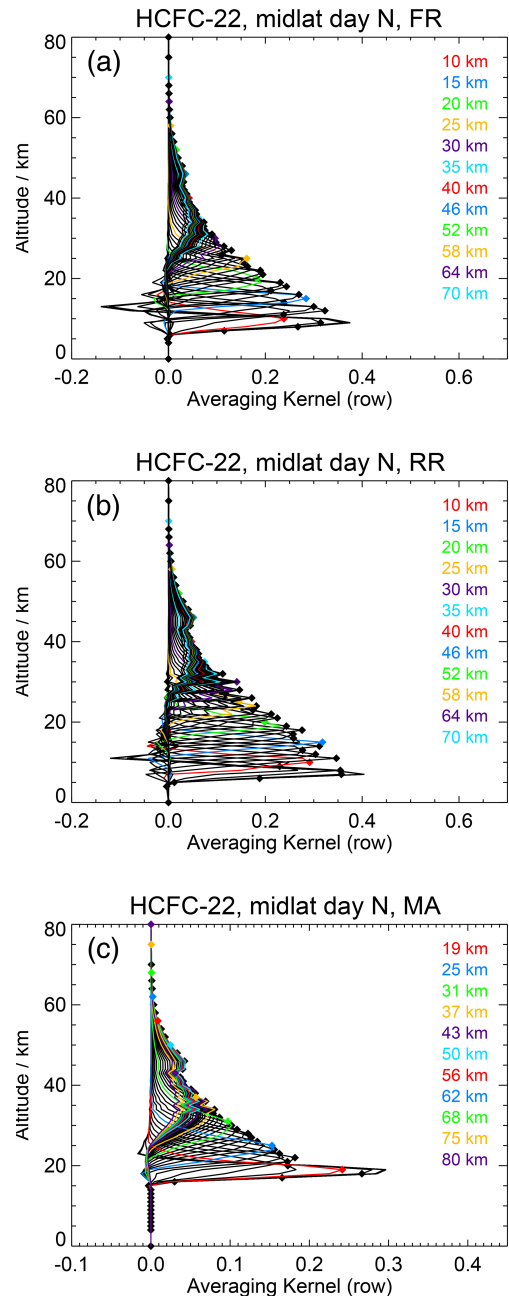 HCFC-22, midlat day N, FR
(a)
80
60
40
20
0
Altitude / km
10 km
15 km
20 km
25 km
30 km
35 km
40 km
46 km
52 km
58 km
64 km
70 km
-0.2 0.0 0.2 0.4 0.6
Averaging Kernel (row)
HCFC-22, midlat day N, RR
(b)
80
60
40
20
0
Altitude / km
10 km
15 km
20 km
25 km
30 km
35 km
40 km
46 km
52 km
58 km
64 km
70 km
-0.2 0.0 0.2 0.4 0.6
Averaging Kernel (row)
HCFC-22, midlat day N, MA
(c)
80
60
40
20
0
Altitude / km
19 km
25 km
31 km
37 km
43 km
50 km
56 km
62 km
68 km
75 km
80 km
-0.1 0.0 0.1 0.2 0.3 0.4
Averaging Kernel (row)